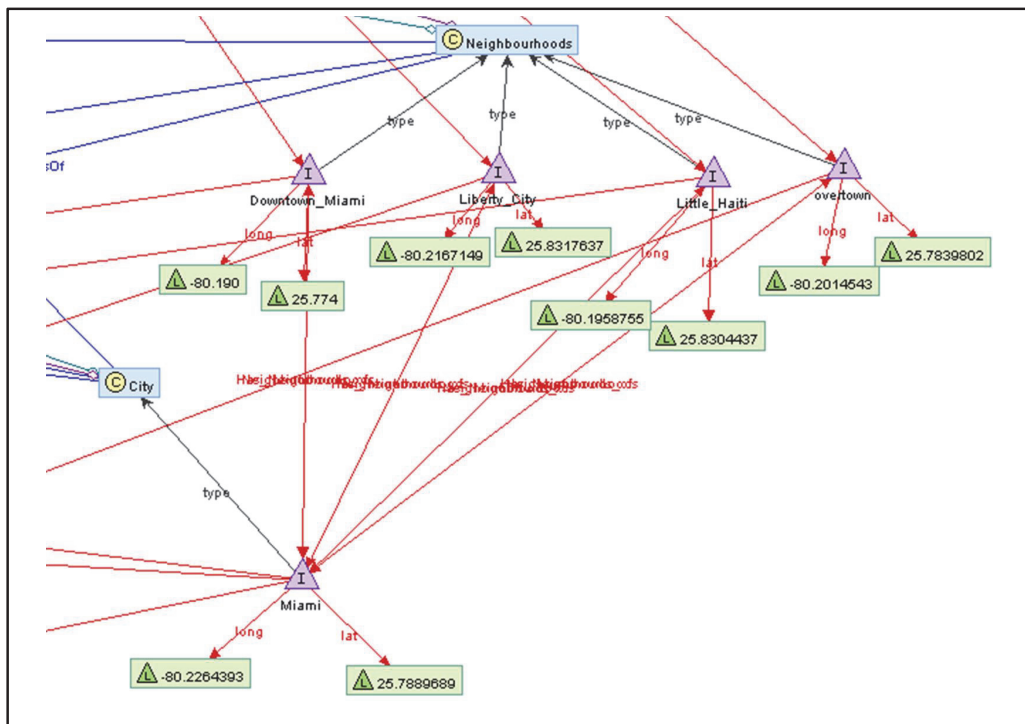 C Neighbourhoods
type
type
type
type
sOf
I
I
I
I
Downtown_Miami
Liberty_City
Little_Haiti
overtown
long
lat
long
lat
long
lat
long
lat
L -80.190
L 25.774
L -80.2167149
L 25.8317637
L -80.1958755
L 25.8304437
L -80.2014543
L 25.7839802
C City
type
I
Miami
long
lat
L -80.2264393
L 25.7889689